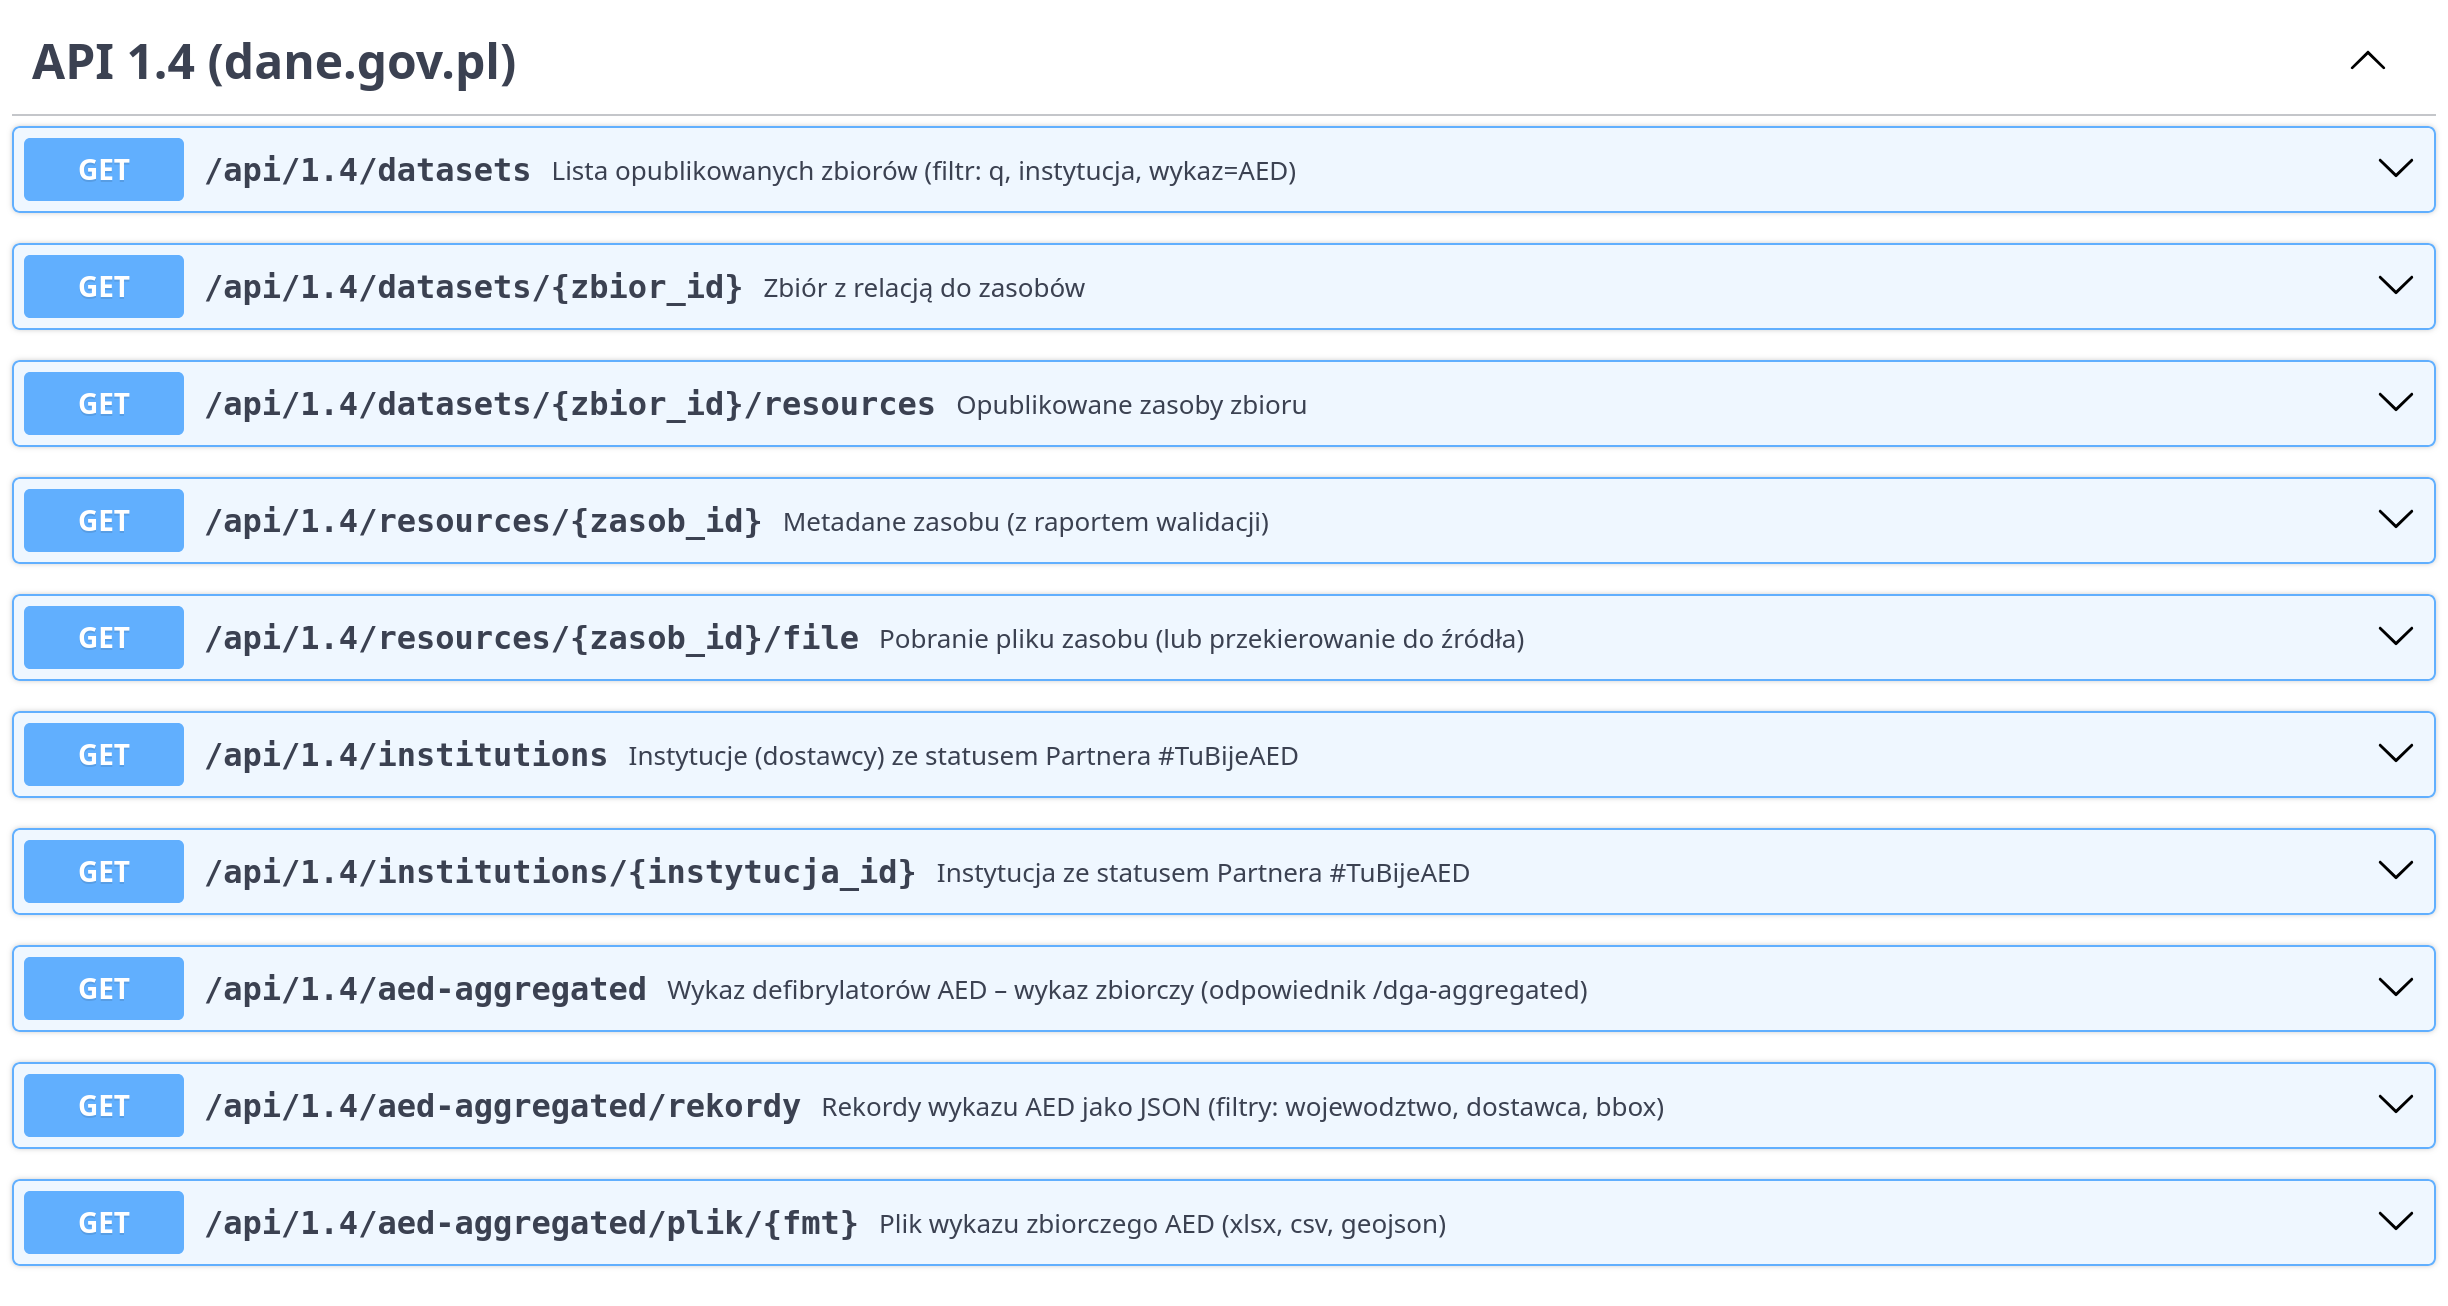 API 1.4 (dane.gov.pl)
GET /api/1.4/datasets Lista opublikowanych zbiorów (filtr: q, instytucja, wykaz=AED)
GET /api/1.4/datasets/{zbior_id} Zbiór z relacją do zasobów
GET /api/1.4/datasets/{zbior_id}/resources Opublikowane zasoby zbioru
GET /api/1.4/resources/{zasob_id} Metadane zasobu (z raportem walidacji)
GET /api/1.4/resources/{zasob_id}/file Pobranie pliku zasobu (lub przekierowanie do źródła)
GET /api/1.4/institutions Instytucje (dostawcy) ze statusem Partnera #TuBijeAED
GET /api/1.4/institutions/{instytucja_id} Instytucja ze statusem Partnera #TuBijeAED
GET /api/1.4/aed-aggregated Wykaz defibrylatorów AED – wykaz zbiorczy (odpowiednik /dga-aggregated)
GET /api/1.4/aed-aggregated/rekordy Rekordy wykazu AED jako JSON (filtry: wojewodztwo, dostawca, bbox)
GET /api/1.4/aed-aggregated/plik/{fmt} Plik wykazu zbiorczego AED (xlsx, csv, geojson)